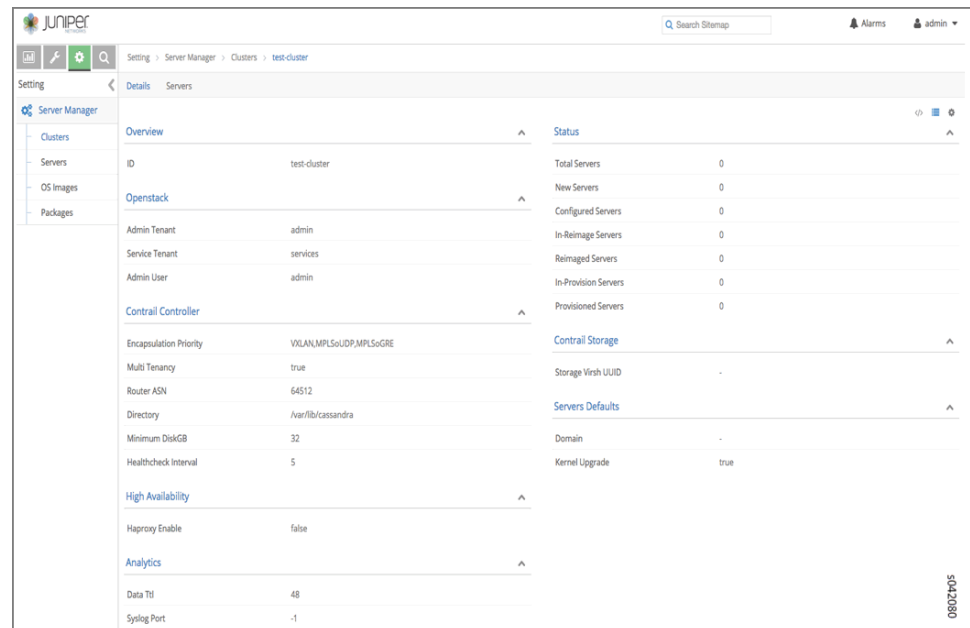 JUNIPER
NETWORKS
Search Sitemap
Alarms
admin
Setting > Server Manager > Clusters > test-cluster
Setting
Server Manager
Clusters
Servers
OS Images
Packages
Details Servers
Overview
ID test-cluster
Openstack
Admin Tenant admin
Service Tenant services
Admin User admin
Contrail Controller
Encapsulation Priority VXLAN,MPLSoUDP,MPLSoGRE
Multi Tenancy true
Router ASN 64512
Directory /var/lib/cassandra
Minimum DiskGB 32
Healthcheck Interval 5
High Availability
Haproxy Enable false
Analytics
Data Ttl 48
Syslog Port -1
</> 
Status
Total Servers 0
New Servers 0
Configured Servers 0
In-Reimage Servers 0
Reimaged Servers 0
In-Provision Servers 0
Provisioned Servers 0
Contrail Storage
Storage Virsh UUID -
Servers Defaults
Domain -
Kernel Upgrade true
s042080